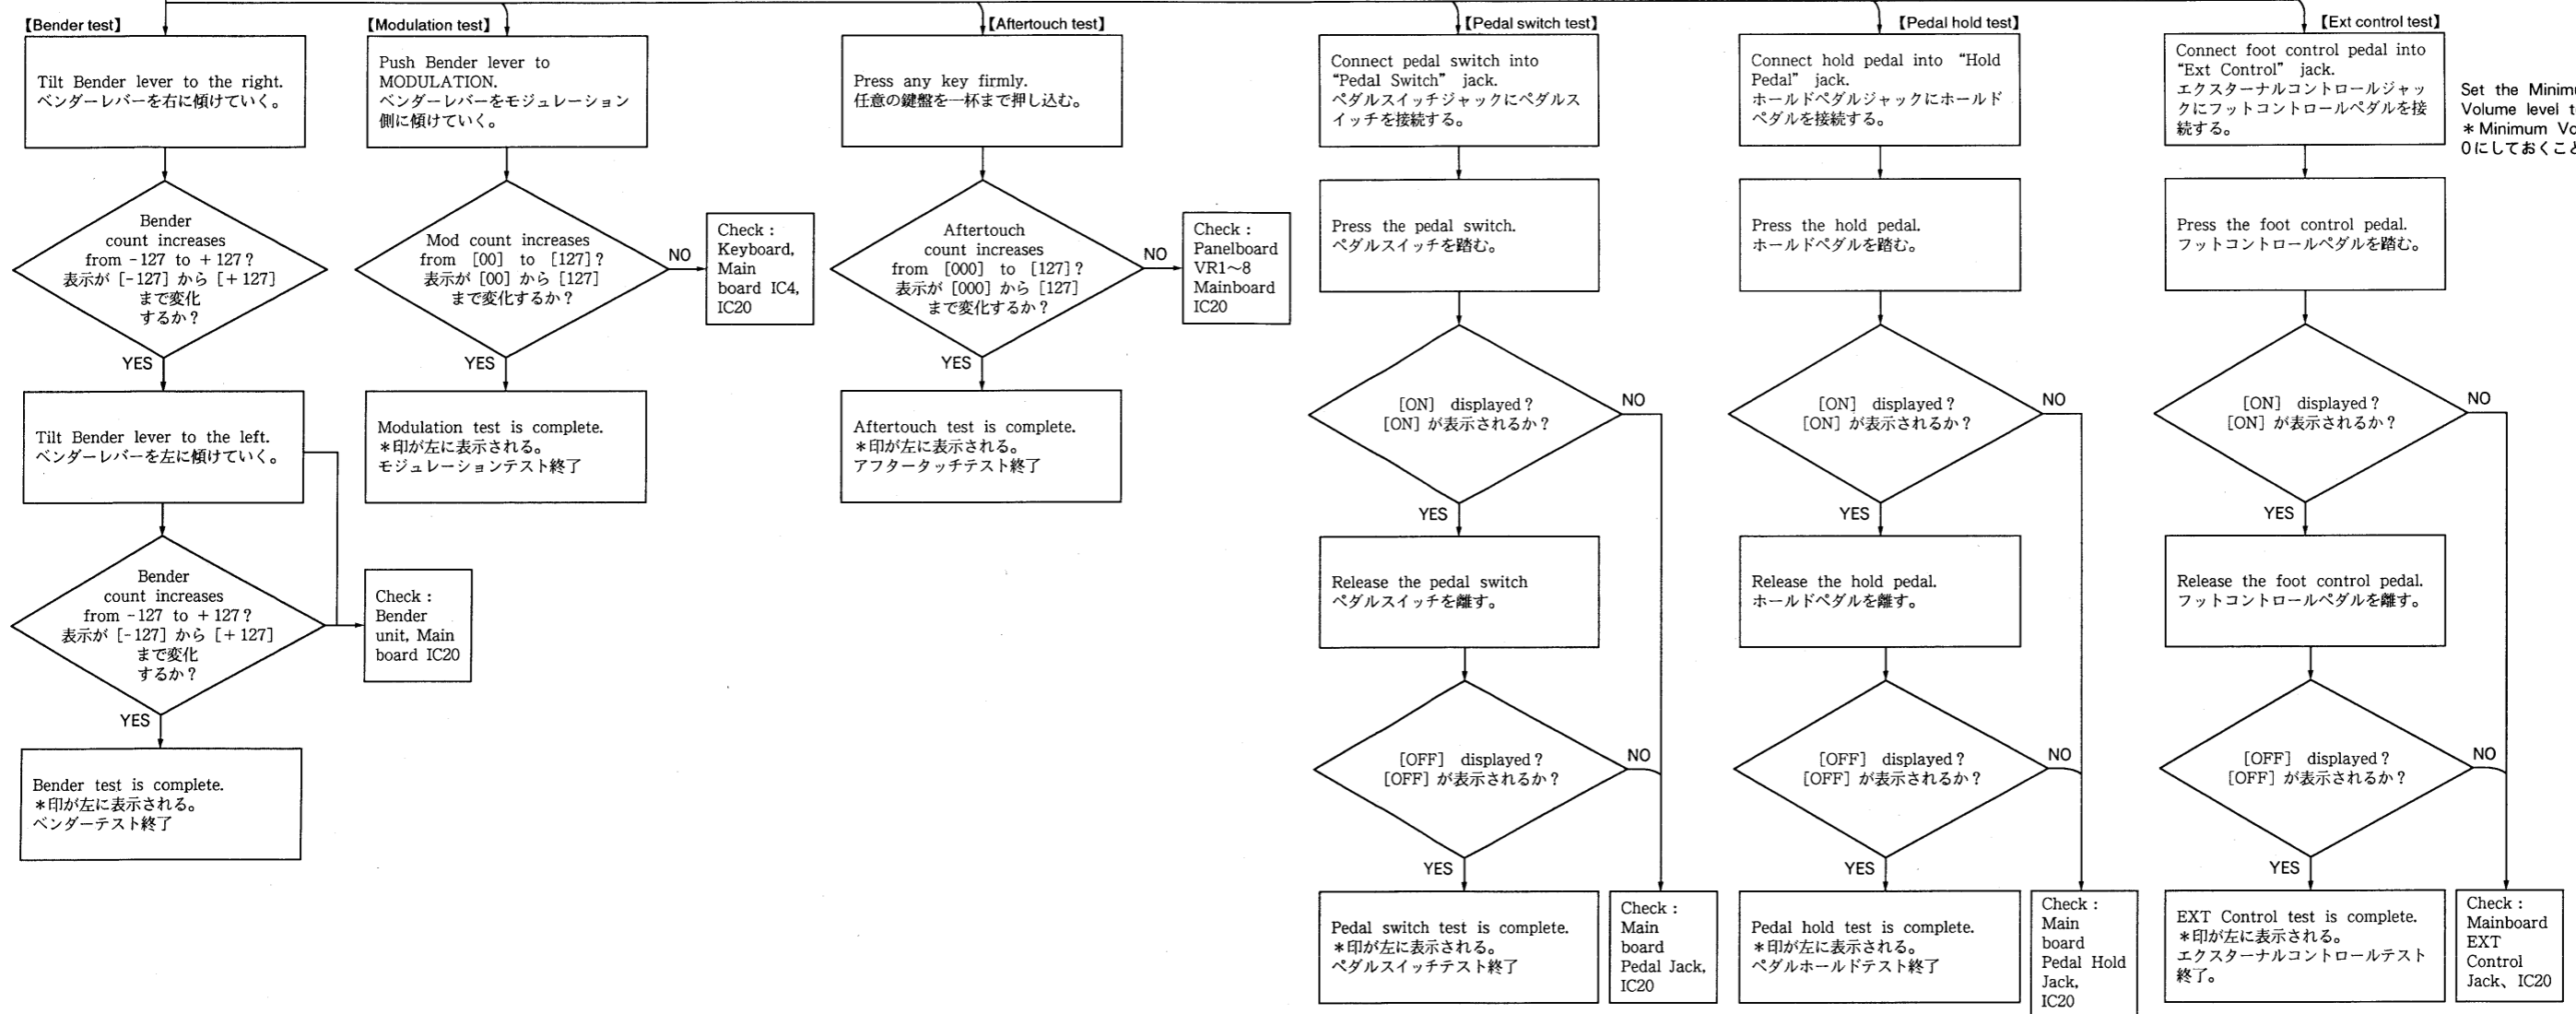 【Bender test】
Tilt Bender lever to the right.
ベンダーレバーを右に傾けていく。
Bender
count increases
from -127 to +127?
表示が [-127] から [+127]
まで変化
するか？
YES
Tilt Bender lever to the left.
ベンダーレバーを左に傾けていく。
Bender
count increases
from -127 to +127?
表示が [-127] から [+127]
まで変化
するか？
Check :
Bender
unit, Main
board IC20
YES
Bender test is complete.
＊印が左に表示される。
ベンダーテスト終了
【Modulation test】
Push Bender lever to
MODULATION.
ベンダーレバーをモジュレーション
側に傾けていく。
Mod count increases
from [00] to [127]?
表示が [00] から [127]
まで変化するか？
NO
Check :
Keyboard,
Main
board IC4,
IC20
YES
Modulation test is complete.
＊印が左に表示される。
モジュレーションテスト終了
【Aftertouch test】
Press any key firmly.
任意の鍵盤を一杯まで押し込む。
Aftertouch
count increases
from [000] to [127]?
表示が [000] から [127]
まで変化するか？
NO
Check :
Panelboard
VR1～8
Mainboard
IC20
YES
Aftertouch test is complete.
＊印が左に表示される。
アフタータッチテスト終了
【Pedal switch test】
Connect pedal switch into
“Pedal Switch” jack.
ペダルスイッチジャックにペダルス
イッチを接続する。
Press the pedal switch.
ペダルスイッチを踏む。
[ON] displayed?
[ON] が表示されるか？
NO
YES
Release the pedal switch
ペダルスイッチを離す。
[OFF] displayed?
[OFF] が表示されるか？
NO
YES
Pedal switch test is complete.
＊印が左に表示される。
ペダルスイッチテスト終了
Check :
Main
board
Pedal Jack,
IC20
【Pedal hold test】
Connect hold pedal into “Hold
Pedal” jack.
ホールドペダルジャックにホールド
ペダルを接続する。
Press the hold pedal.
ホールドペダルを踏む。
[ON] displayed?
[ON] が表示されるか？
NO
YES
Release the hold pedal.
ホールドペダルを離す。
[OFF] displayed?
[OFF] が表示されるか？
NO
YES
Pedal hold test is complete.
＊印が左に表示される。
ペダルホールドテスト終了
Check :
Main
board
Pedal Hold
Jack,
IC20
【Ext control test】
Connect foot control pedal into
“Ext Control” jack.
エクスターナルコントロールジャッ
クにフットコントロールペダルを接
続する。
Set the
Volume level
＊Minimum
0にしておくこと
Press the foot control pedal.
フットコントロールペダルを踏む。
[ON] displayed?
[ON] が表示されるか？
NO
YES
Release the foot control pedal.
フットコントロールペダルを離す。
[OFF] displayed?
[OFF] が表示されるか？
NO
YES
EXT Control test is complete.
＊印が左に表示される。
エクスターナルコントロールテスト
終了。
Check :
Mainboard
EXT
Control
Jack、IC20